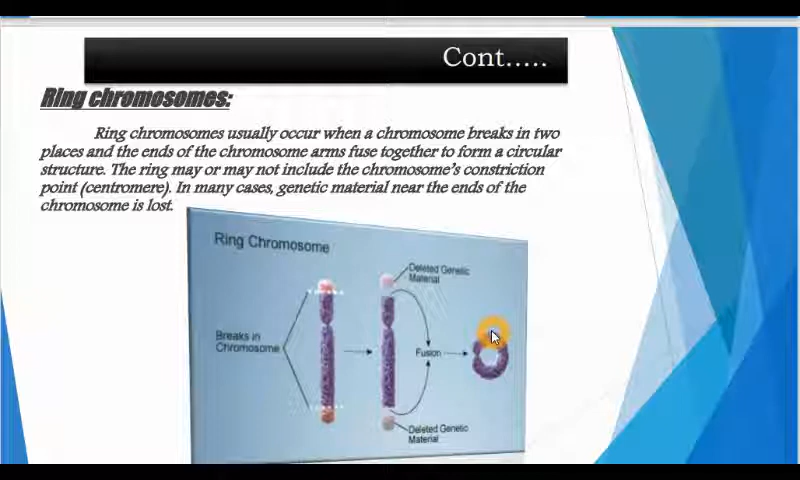 Cont.....
Ring chromosomes:
Ring chromosomes usually occur when a chromosome breaks in two
places and the ends of the chromosome arms fuse together to form a circular
structure. The ring may or may not include the chromosome's constriction
point (centromere). In many cases, genetic material near the ends of the
chromosome is lost.
Ring Chromosome
Deleted Genetic
Material
Breaks in
Chromosome
Fusion
Deleted Genetic
Material